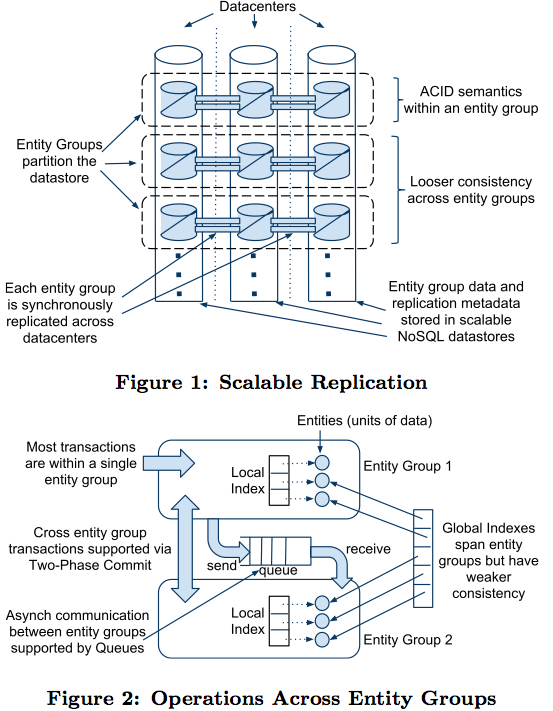 Datacenters
ACID semantics
within an entity group
Entity Groups
partition the
datastore
Looser consistency
across entity groups
Each entity group
is synchronously
replicated across
datacenters
Entity group data and
replication metadata
stored in scalable
NoSQL datastores
Figure 1: Scalable Replication
Entities (units of data)
Most transactions
are within a single
entity group
Local
Index
Entity Group 1
Cross entity group
transactions supported via
Two-Phase Commit
send
queue
receive
Global Indexes
span entity
groups but have
weaker
consistency
Asynch communication
between entity groups
supported by Queues
Local
Index
Entity Group 2
Figure 2: Operations Across Entity Groups